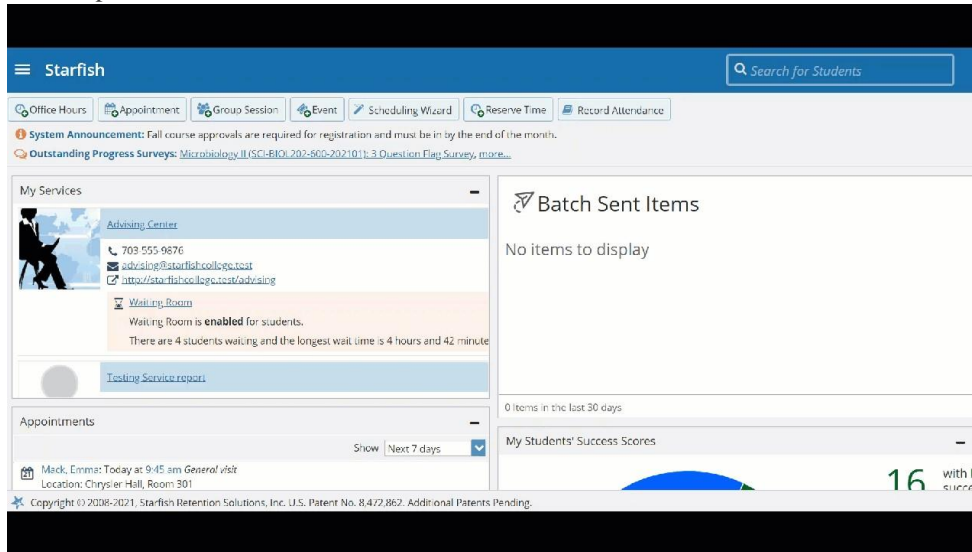 Starfish
Search for Students
Office Hours Appointment Group Session Event Scheduling Wizard Reserve Time Record Attendance
System Announcement: Fall course approvals are required for registration and must be in by the end of the month.
Outstanding Progress Surveys: Microbiology II (SCI-BIOL202-600-202101): 3 Question Flag Survey, more...
My Services
Advising Center
703-555-9876
advising@starfishcollege.test
http://starfishcollege.test/advising
Waiting Room
Waiting Room is enabled for students.
There are 4 students waiting and the longest wait time is 4 hours and 42 minute
Testing Service report
Appointments
Show Next 7 days
21
Mack, Emma: Today at 9:45 am General visit
Location: Chrysler Hall, Room 301
Batch Sent Items
No items to display
0 Items in the last 30 days
My Students' Success Scores
16 with
succe
Copyright © 2008-2021, Starfish Retention Solutions, Inc. U.S. Patent No. 8,472,862. Additional Patents Pending.